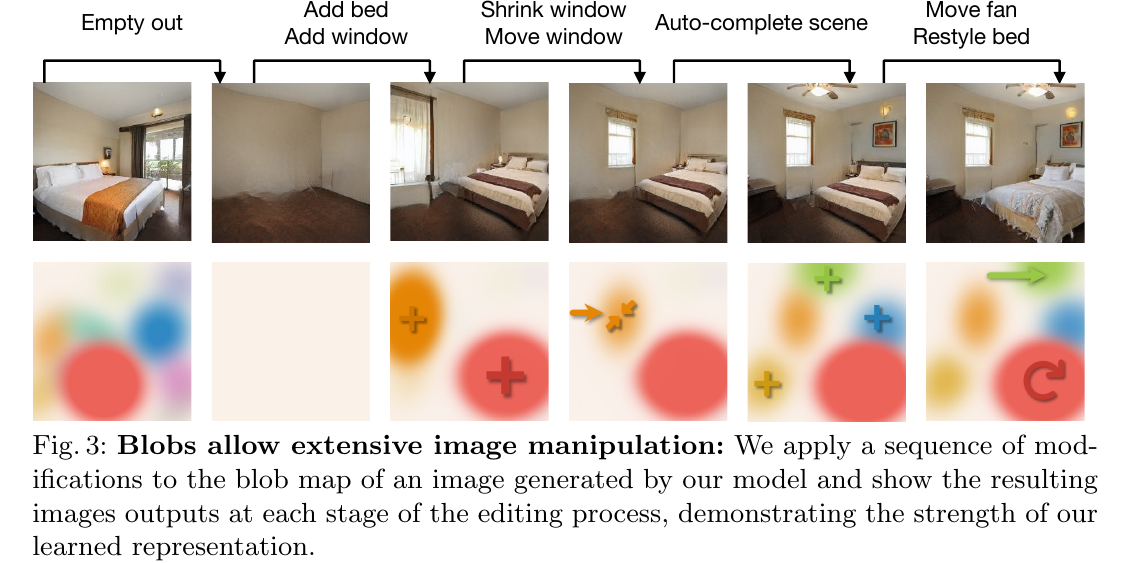 Empty out
Add bed
Add window
Shrink window
Move window
Auto-complete scene
Move fan
Restyle bed
Fig. 3: Blobs allow extensive image manipulation: We apply a sequence of mod-
ifications to the blob map of an image generated by our model and show the resulting
images outputs at each stage of the editing process, demonstrating the strength of our
learned representation.